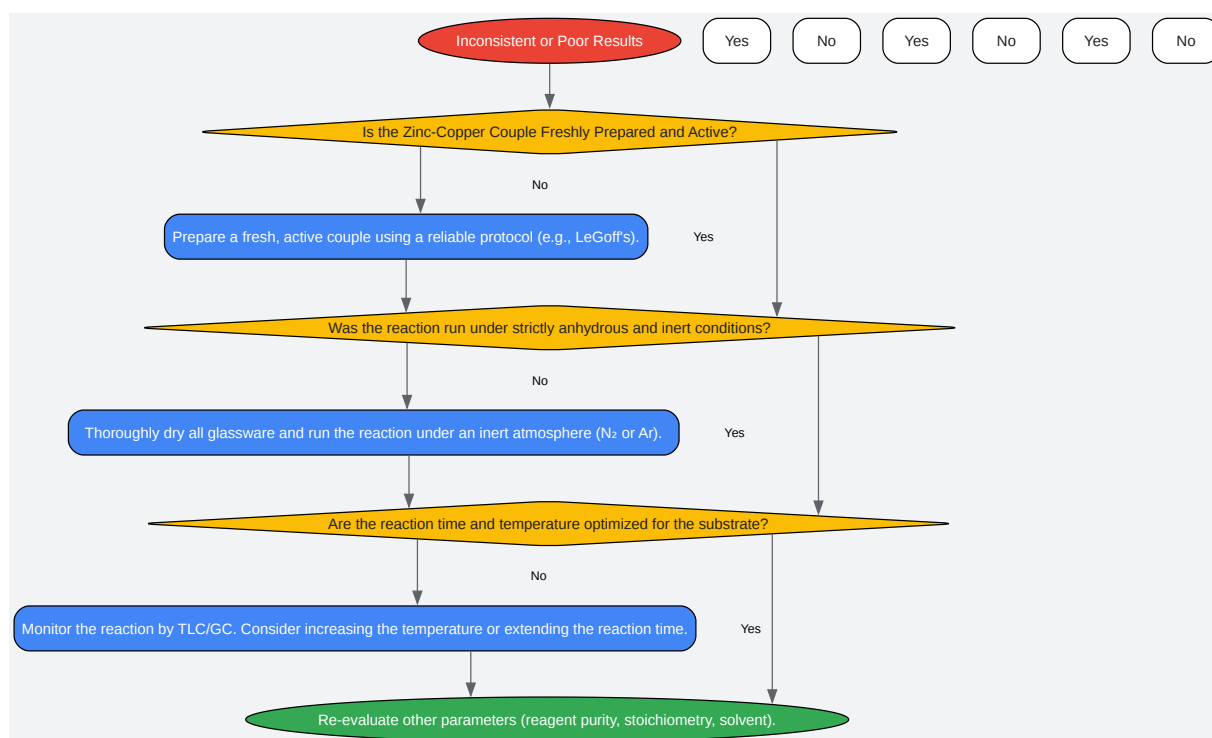 Inconsistent or Poor Results
Yes
No
Yes
No
Yes
No
Is the Zinc-Copper Couple Freshly Prepared and Active?
No
Prepare a fresh, active couple using a reliable protocol (e.g., LeGoff's).
Yes
Was the reaction run under strictly anhydrous and inert conditions?
No
Thoroughly dry all glassware and run the reaction under an inert atmosphere (N₂ or Ar).
Yes
Are the reaction time and temperature optimized for the substrate?
No
Monitor the reaction by TLC/GC. Consider increasing the temperature or extending the reaction time.
Yes
Re-evaluate other parameters (reagent purity, stoichiometry, solvent).